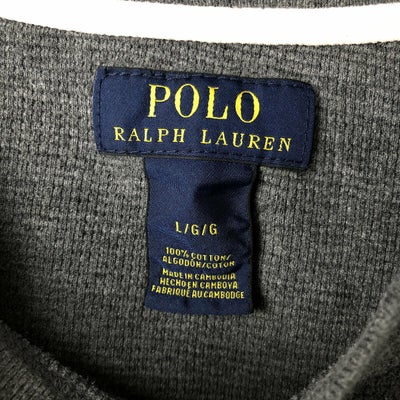 POLO
RALPH LAUREN
L/G/G
100% COTTON/
ALGODÓN/COTON
MADE IN CAMBODIA
HECHO EN CAMBOYA
FABRIQUÉ AU CAMBODGE